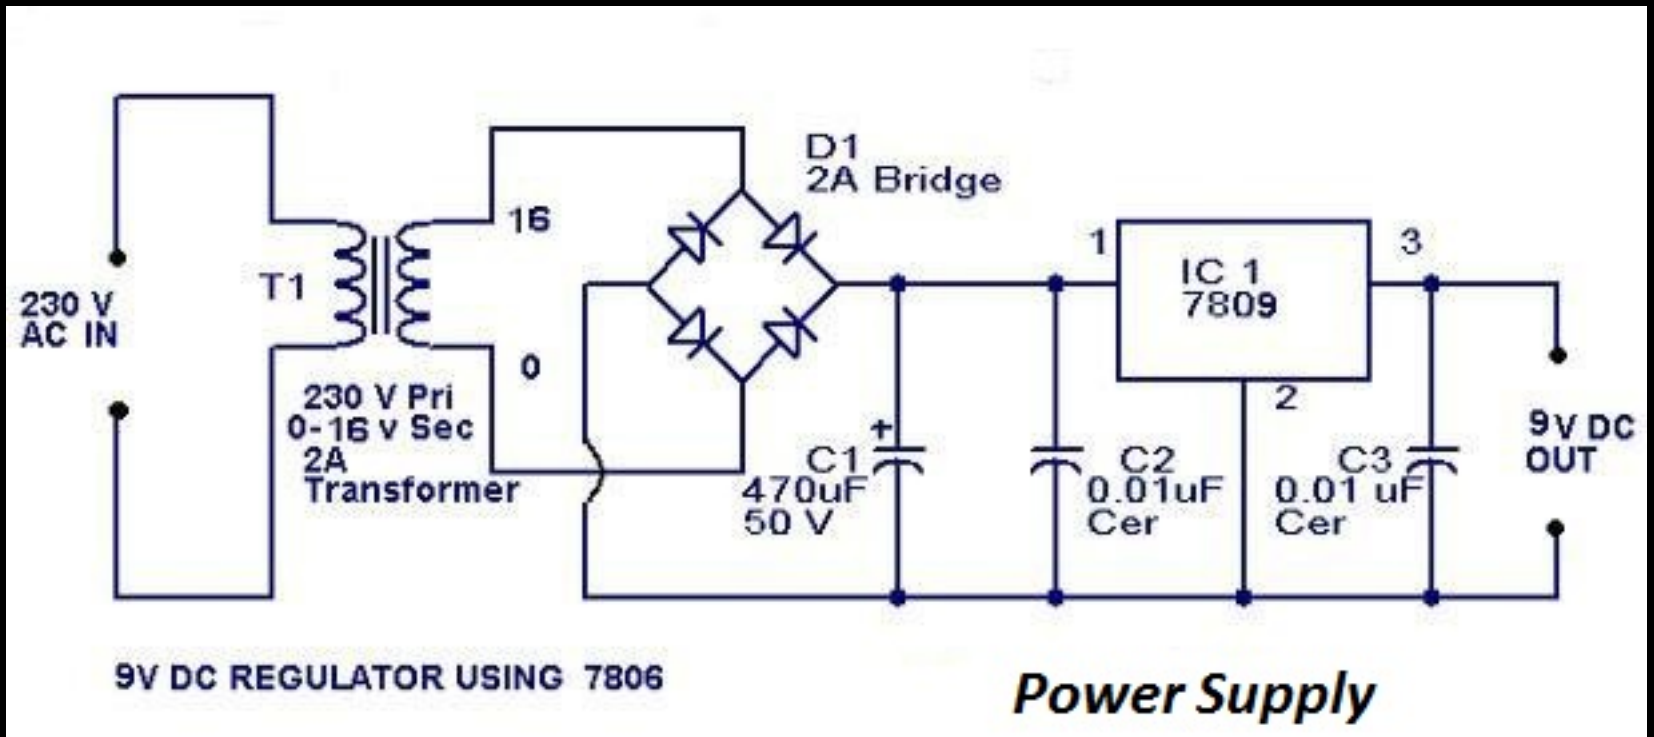 230 V
AC IN
T1
16
0
230 V Pri
0-16 v Sec
2A
Transformer
D1
2A Bridge
+
C1
470uF
50 V
C2
0.01uF
Cer
1
IC 1
7809
2
3
C3
0.01 uF
Cer
9V DC
OUT
9V DC REGULATOR USING 7806
Power Supply